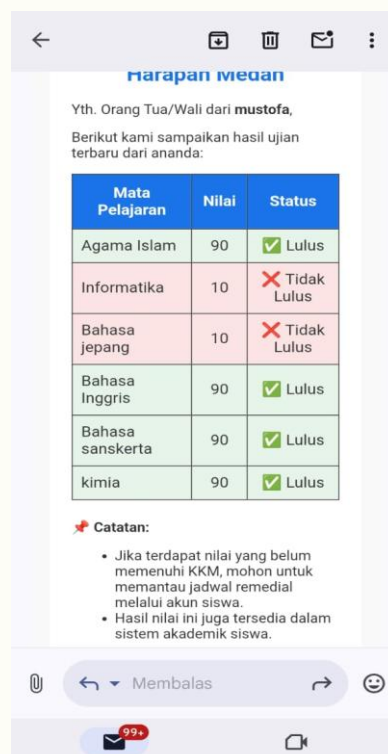 Harapan Medan
Yth. Orang Tua/Wali dari mustofa,
Berikut kami sampaikan hasil ujian
terbaru dari ananda:
Mata Pelajaran Nilai Status
Agama Islam 90 ✅ Lulus
Informatika 10 ❌ Tidak Lulus
Bahasa jepang 10 ❌ Tidak Lulus
Bahasa Inggris 90 ✅ Lulus
Bahasa sanskerta 90 ✅ Lulus
kimia 90 ✅ Lulus
📌 Catatan:
• Jika terdapat nilai yang belum
memenuhi KKM, mohon untuk
memantau jadwal remedial
melalui akun siswa.
• Hasil nilai ini juga tersedia dalam
sistem akademik siswa.
Membalas
99+